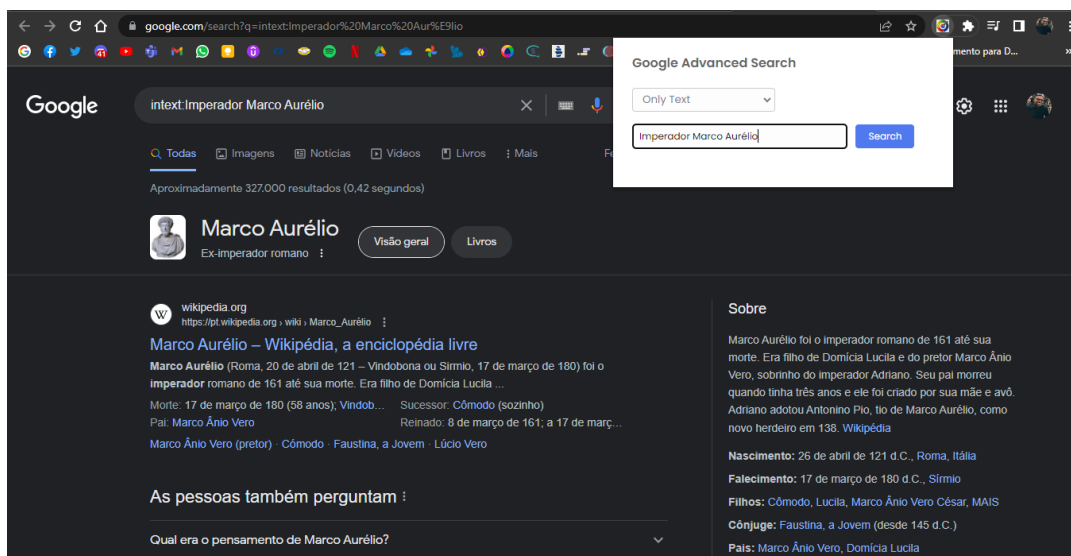 google.com/search?q=intext:Imperador%20Marco%20Aur%E9lio
mento para D...
Google Advanced Search
Only Text
Imperador Marco Aurélio
Search
Google
intext:Imperador Marco Aurélio
Todas
Imagens
Notícias
Vídeos
Livros
Mais
Fe
Aproximadamente 327.000 resultados (0,42 segundos)
Marco Aurélio
Ex-imperador romano
Visão geral
Livros
W
wikipedia.org
https://pt.wikipedia.org › wiki › Marco_Aurélio
Marco Aurélio – Wikipédia, a enciclopédia livre
Marco Aurélio (Roma, 20 de abril de 121 – Vindobona ou Sirmio, 17 de março de 180) foi o
imperador romano de 161 até sua morte. Era filho de Domícia Lucila ...
Morte: 17 de março de 180 (58 anos); Vindob... Sucessor: Cômodo (sozinho)
Pai: Marco Ânio Vero Reinado: 8 de março de 161; a 17 de març...
Marco Ânio Vero (pretor) · Cómodo · Faustina, a Jovem · Lúcio Vero
As pessoas também perguntam
Qual era o pensamento de Marco Aurélio?
Sobre
Marco Aurélio foi o imperador romano de 161 até sua
morte. Era filho de Domícia Lucila e do pretor Marco Ânio
Vero, sobrinho do imperador Adriano. Seu pai morreu
quando tinha três anos e ele foi criado por sua mãe e avô.
Adriano adotou Antonino Pio, tio de Marco Aurélio, como
novo herdeiro em 138. Wikipédia
Nascimento: 26 de abril de 121 d.C., Roma, Itália
Falecimento: 17 de março de 180 d.C., Sírmio
Filhos: Cômodo, Lucila, Marco Ânio Vero César, MAIS
Cônjuge: Faustina, a Jovem (desde 145 d.C.)
Pais: Marco Ânio Vero, Domícia Lucila